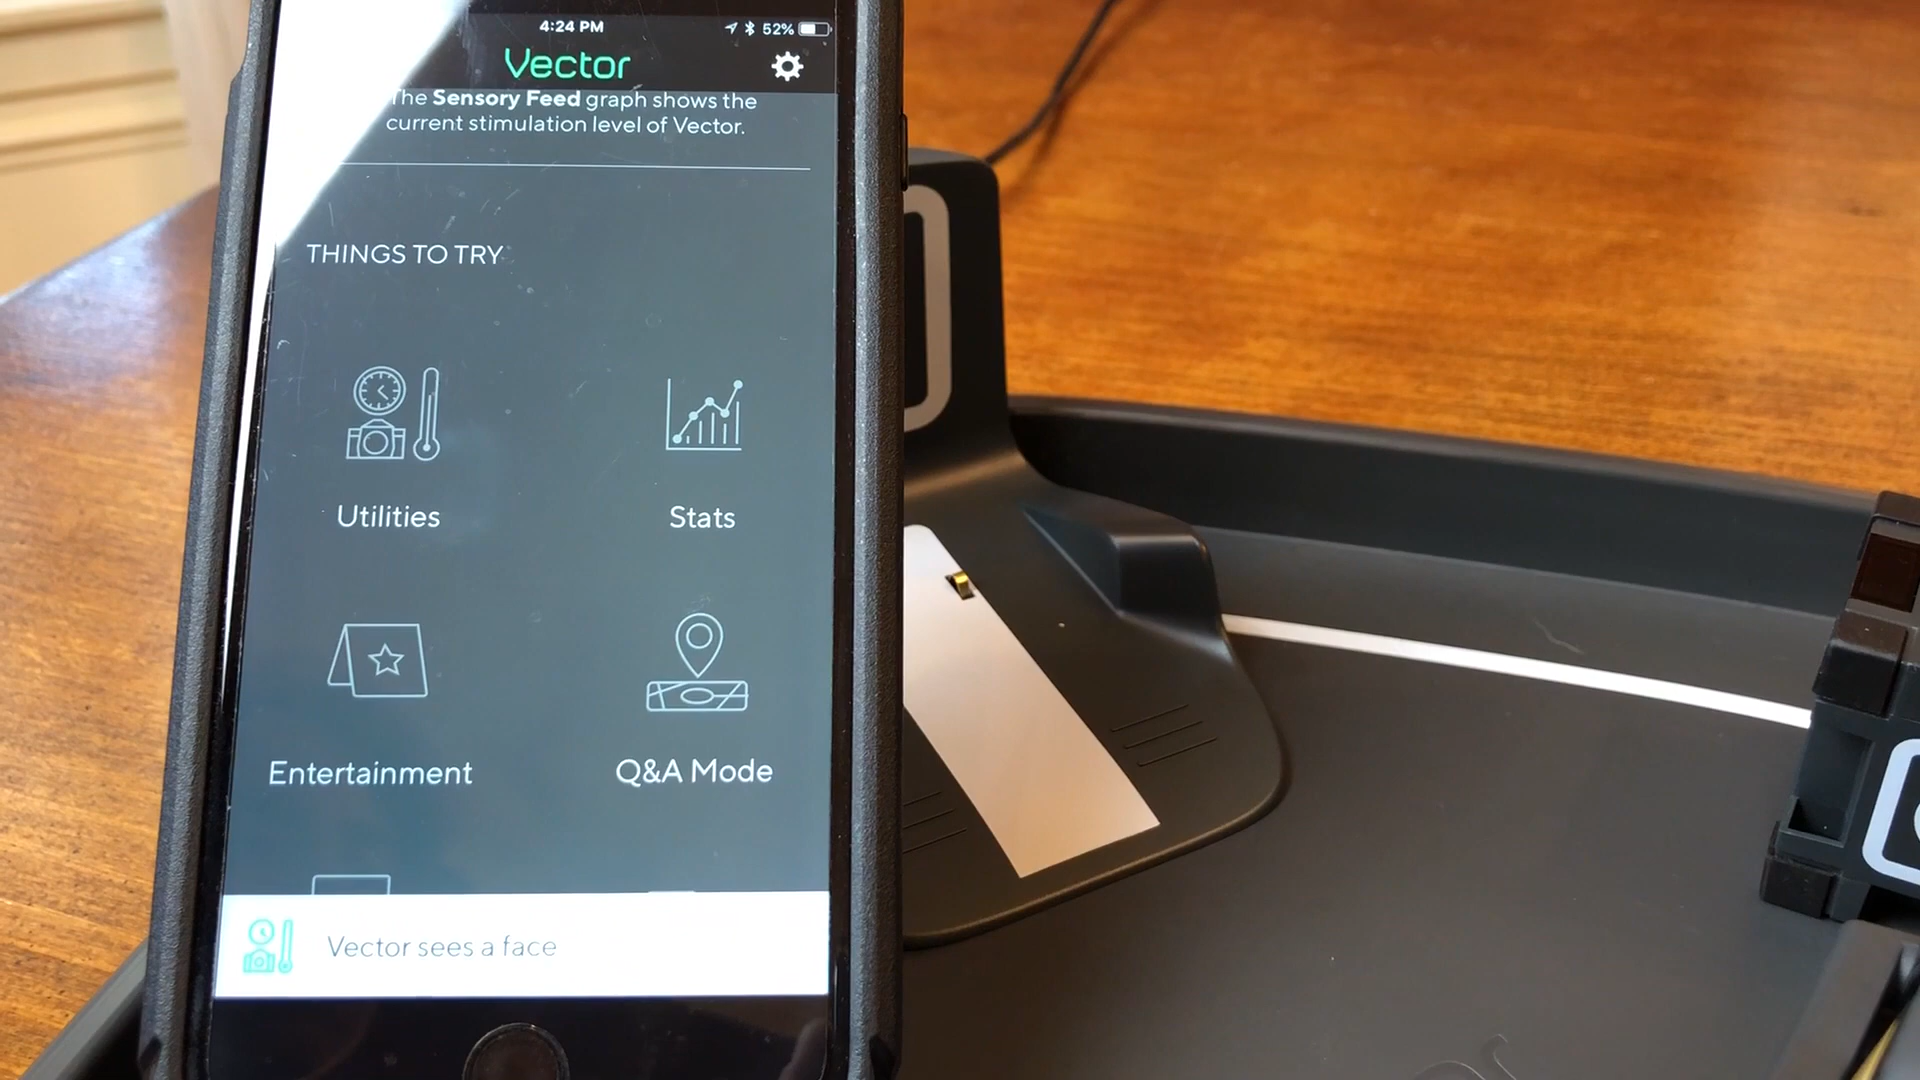 4:24 PM
52%
Vector
The Sensory Feed graph shows the
current stimulation level of Vector.
THINGS TO TRY
Utilities
Stats
Entertainment
Q&A Mode
Vector sees a face